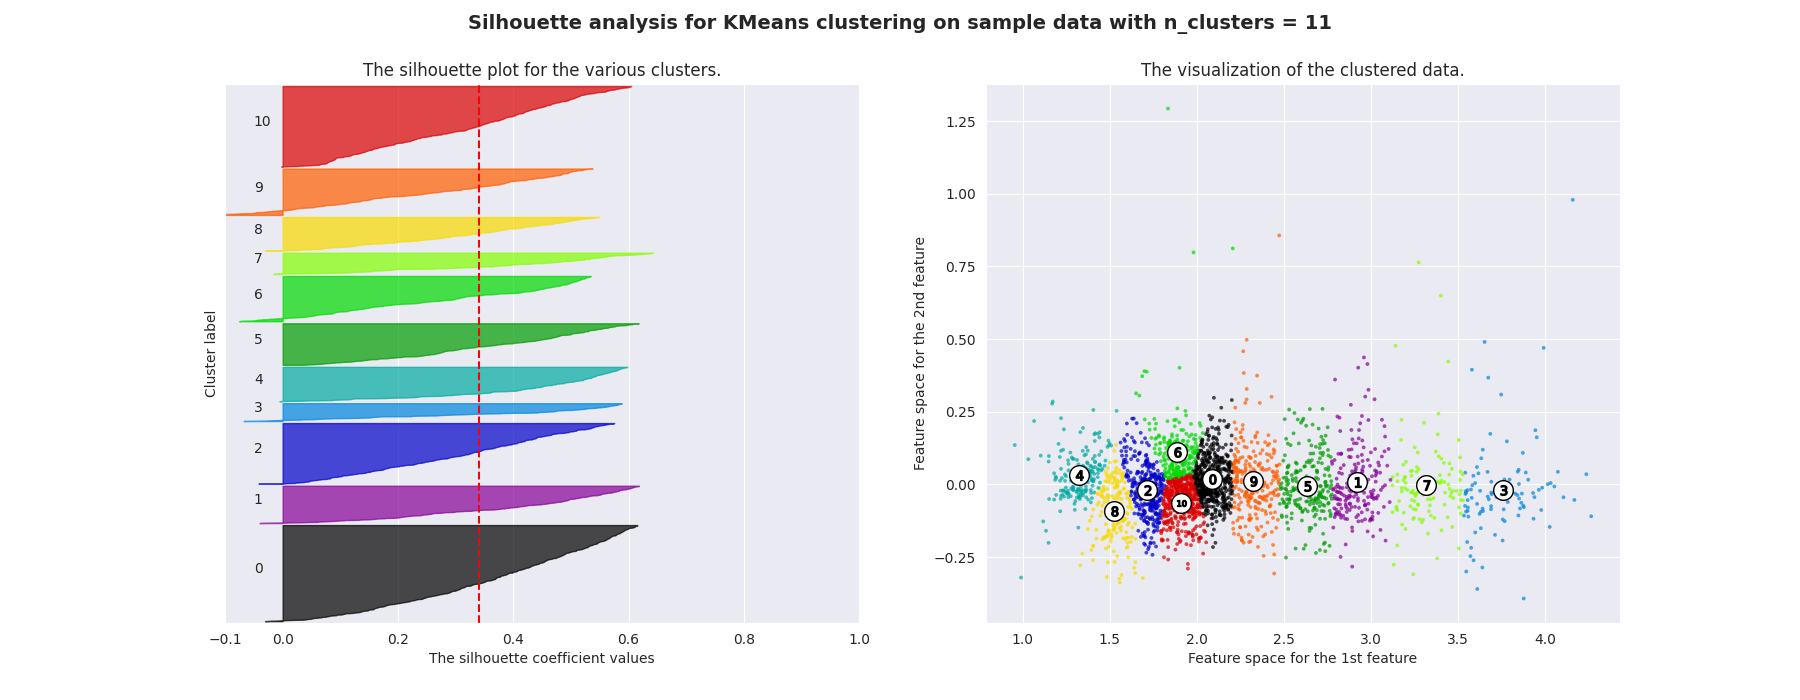 Silhouette analysis for KMeans clustering on sample data with n_clusters = 11
The silhouette plot for the various clusters.
Cluster label
10
9
8
7
6
5
4
3
2
1
0
−0.1 0.0 0.2 0.4 0.6 0.8 1.0
The silhouette coefficient values
The visualization of the clustered data.
Feature space for the 2nd feature
1.25
1.00
0.75
0.50
0.25
0.00
−0.25
6
4 2 0 9 5 1 7 3
8 10
1.0 1.5 2.0 2.5 3.0 3.5 4.0
Feature space for the 1st feature